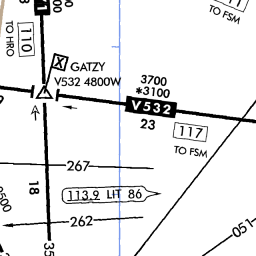 TO FSM
110
TO HRO
X
GATZY
V532 4800W
3700
*3100
V532
23
117
TO FSM
267
18
113.9 LIT 86
262
051